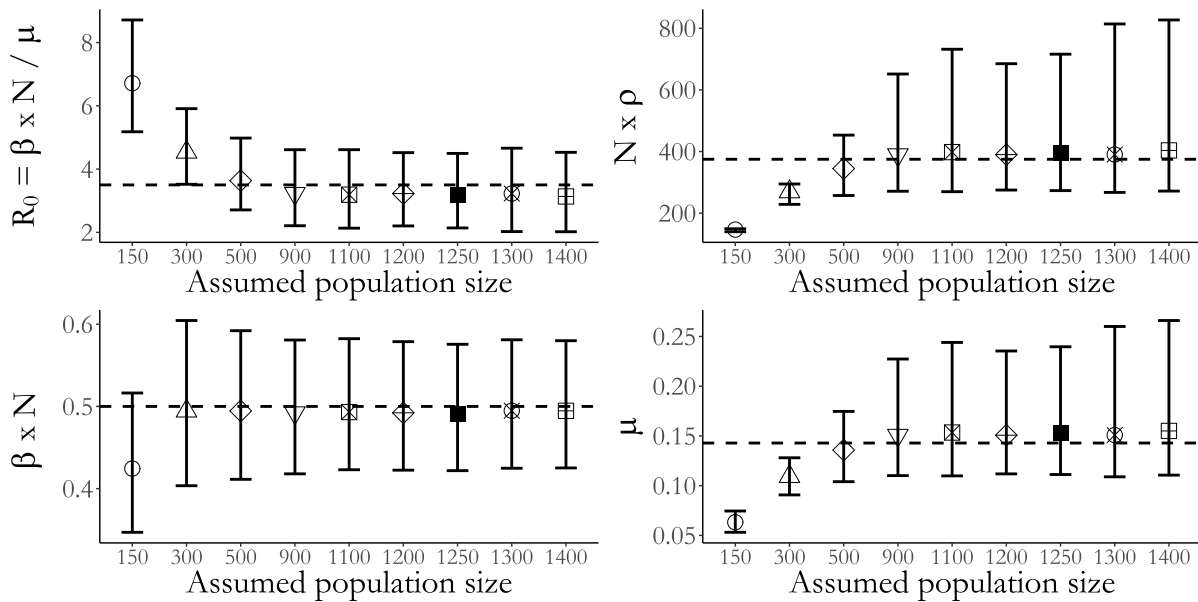 R₀ = β x N / μ
8
6
4
2
150 300 500 900 1100 1200 1250 1300 1400
Assumed population size
N x ρ
800
600
400
200
150 300 500 900 1100 1200 1250 1300 1400
Assumed population size
β x N
0.6
0.5
0.4
150 300 500 900 1100 1200 1250 1300 1400
Assumed population size
μ
0.25
0.20
0.15
0.10
0.05
150 300 500 900 1100 1200 1250 1300 1400
Assumed population size